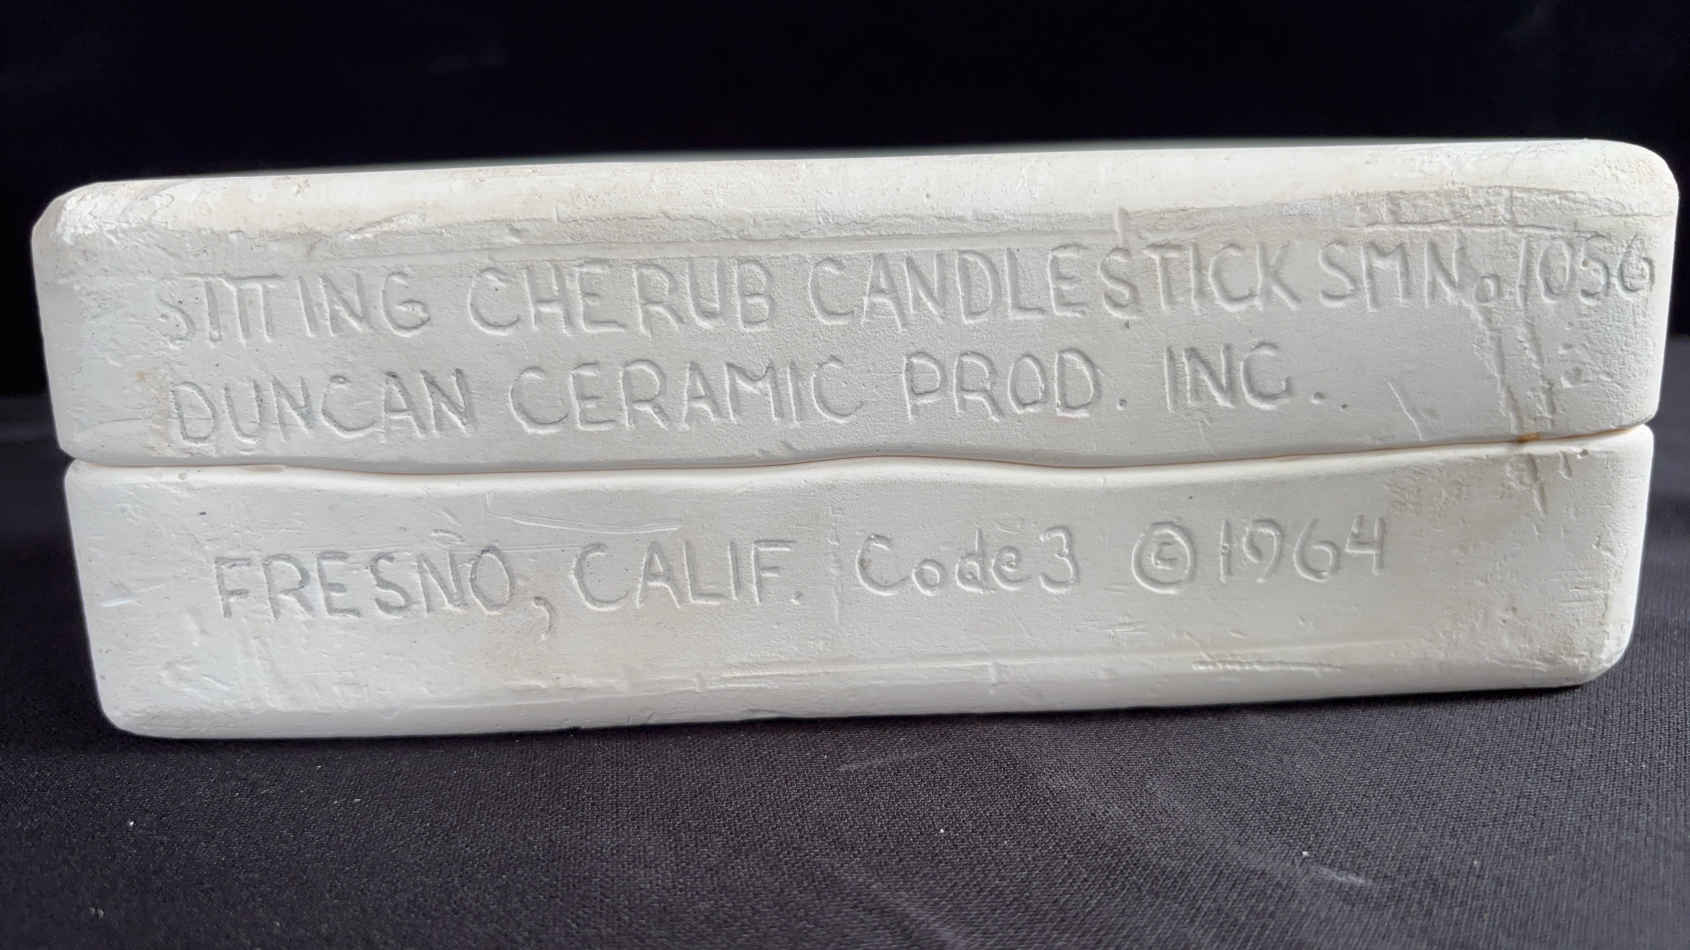 SITTING CHERUB CANDLESTICK SM No 1056
DUNCAN CERAMIC PROD. INC.
FRESNO, CALIF. Code 3 © 1964